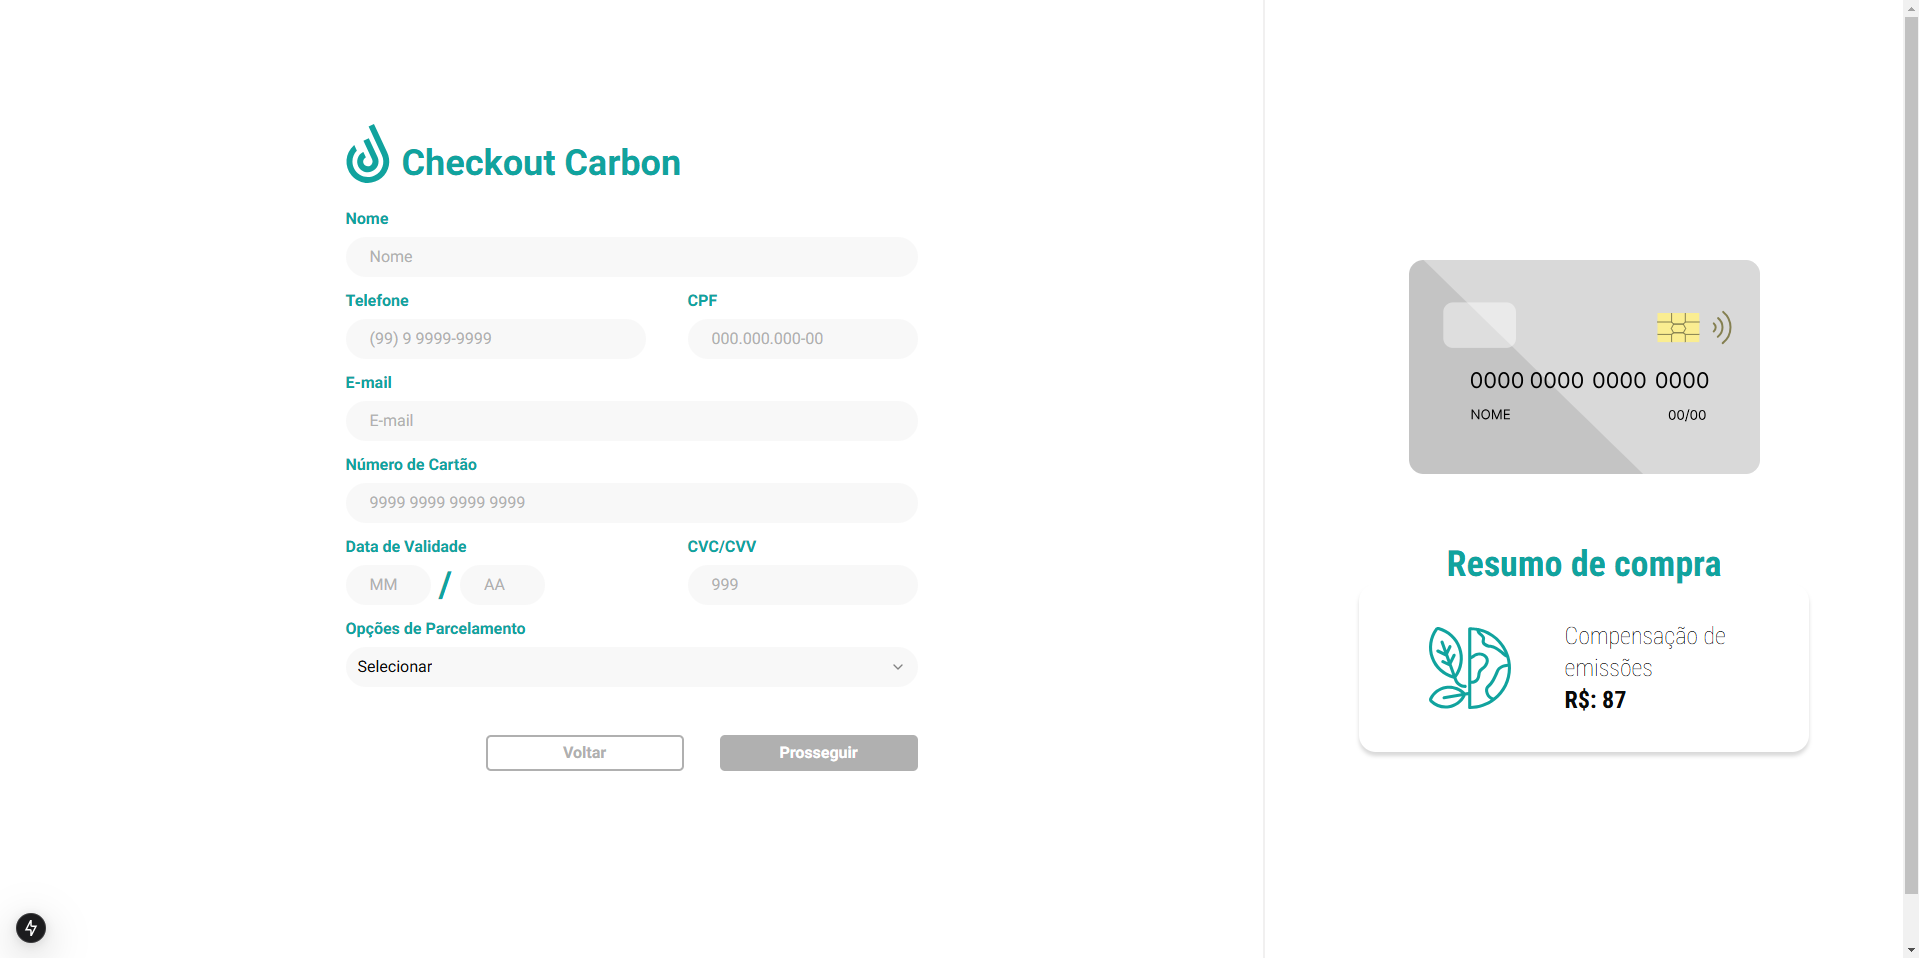 Checkout Carbon
Nome
Nome
Telefone
CPF
(99) 9 9999-9999
000.000.000-00
E-mail
E-mail
Número de Cartão
9999 9999 9999 9999
Data de Validade
CVC/CVV
MM / AA
999
Opções de Parcelamento
Selecionar
Voltar
Prosseguir
0000 0000 0000 0000
NOME
00/00
Resumo de compra
Compensação de
emissões
R$: 87